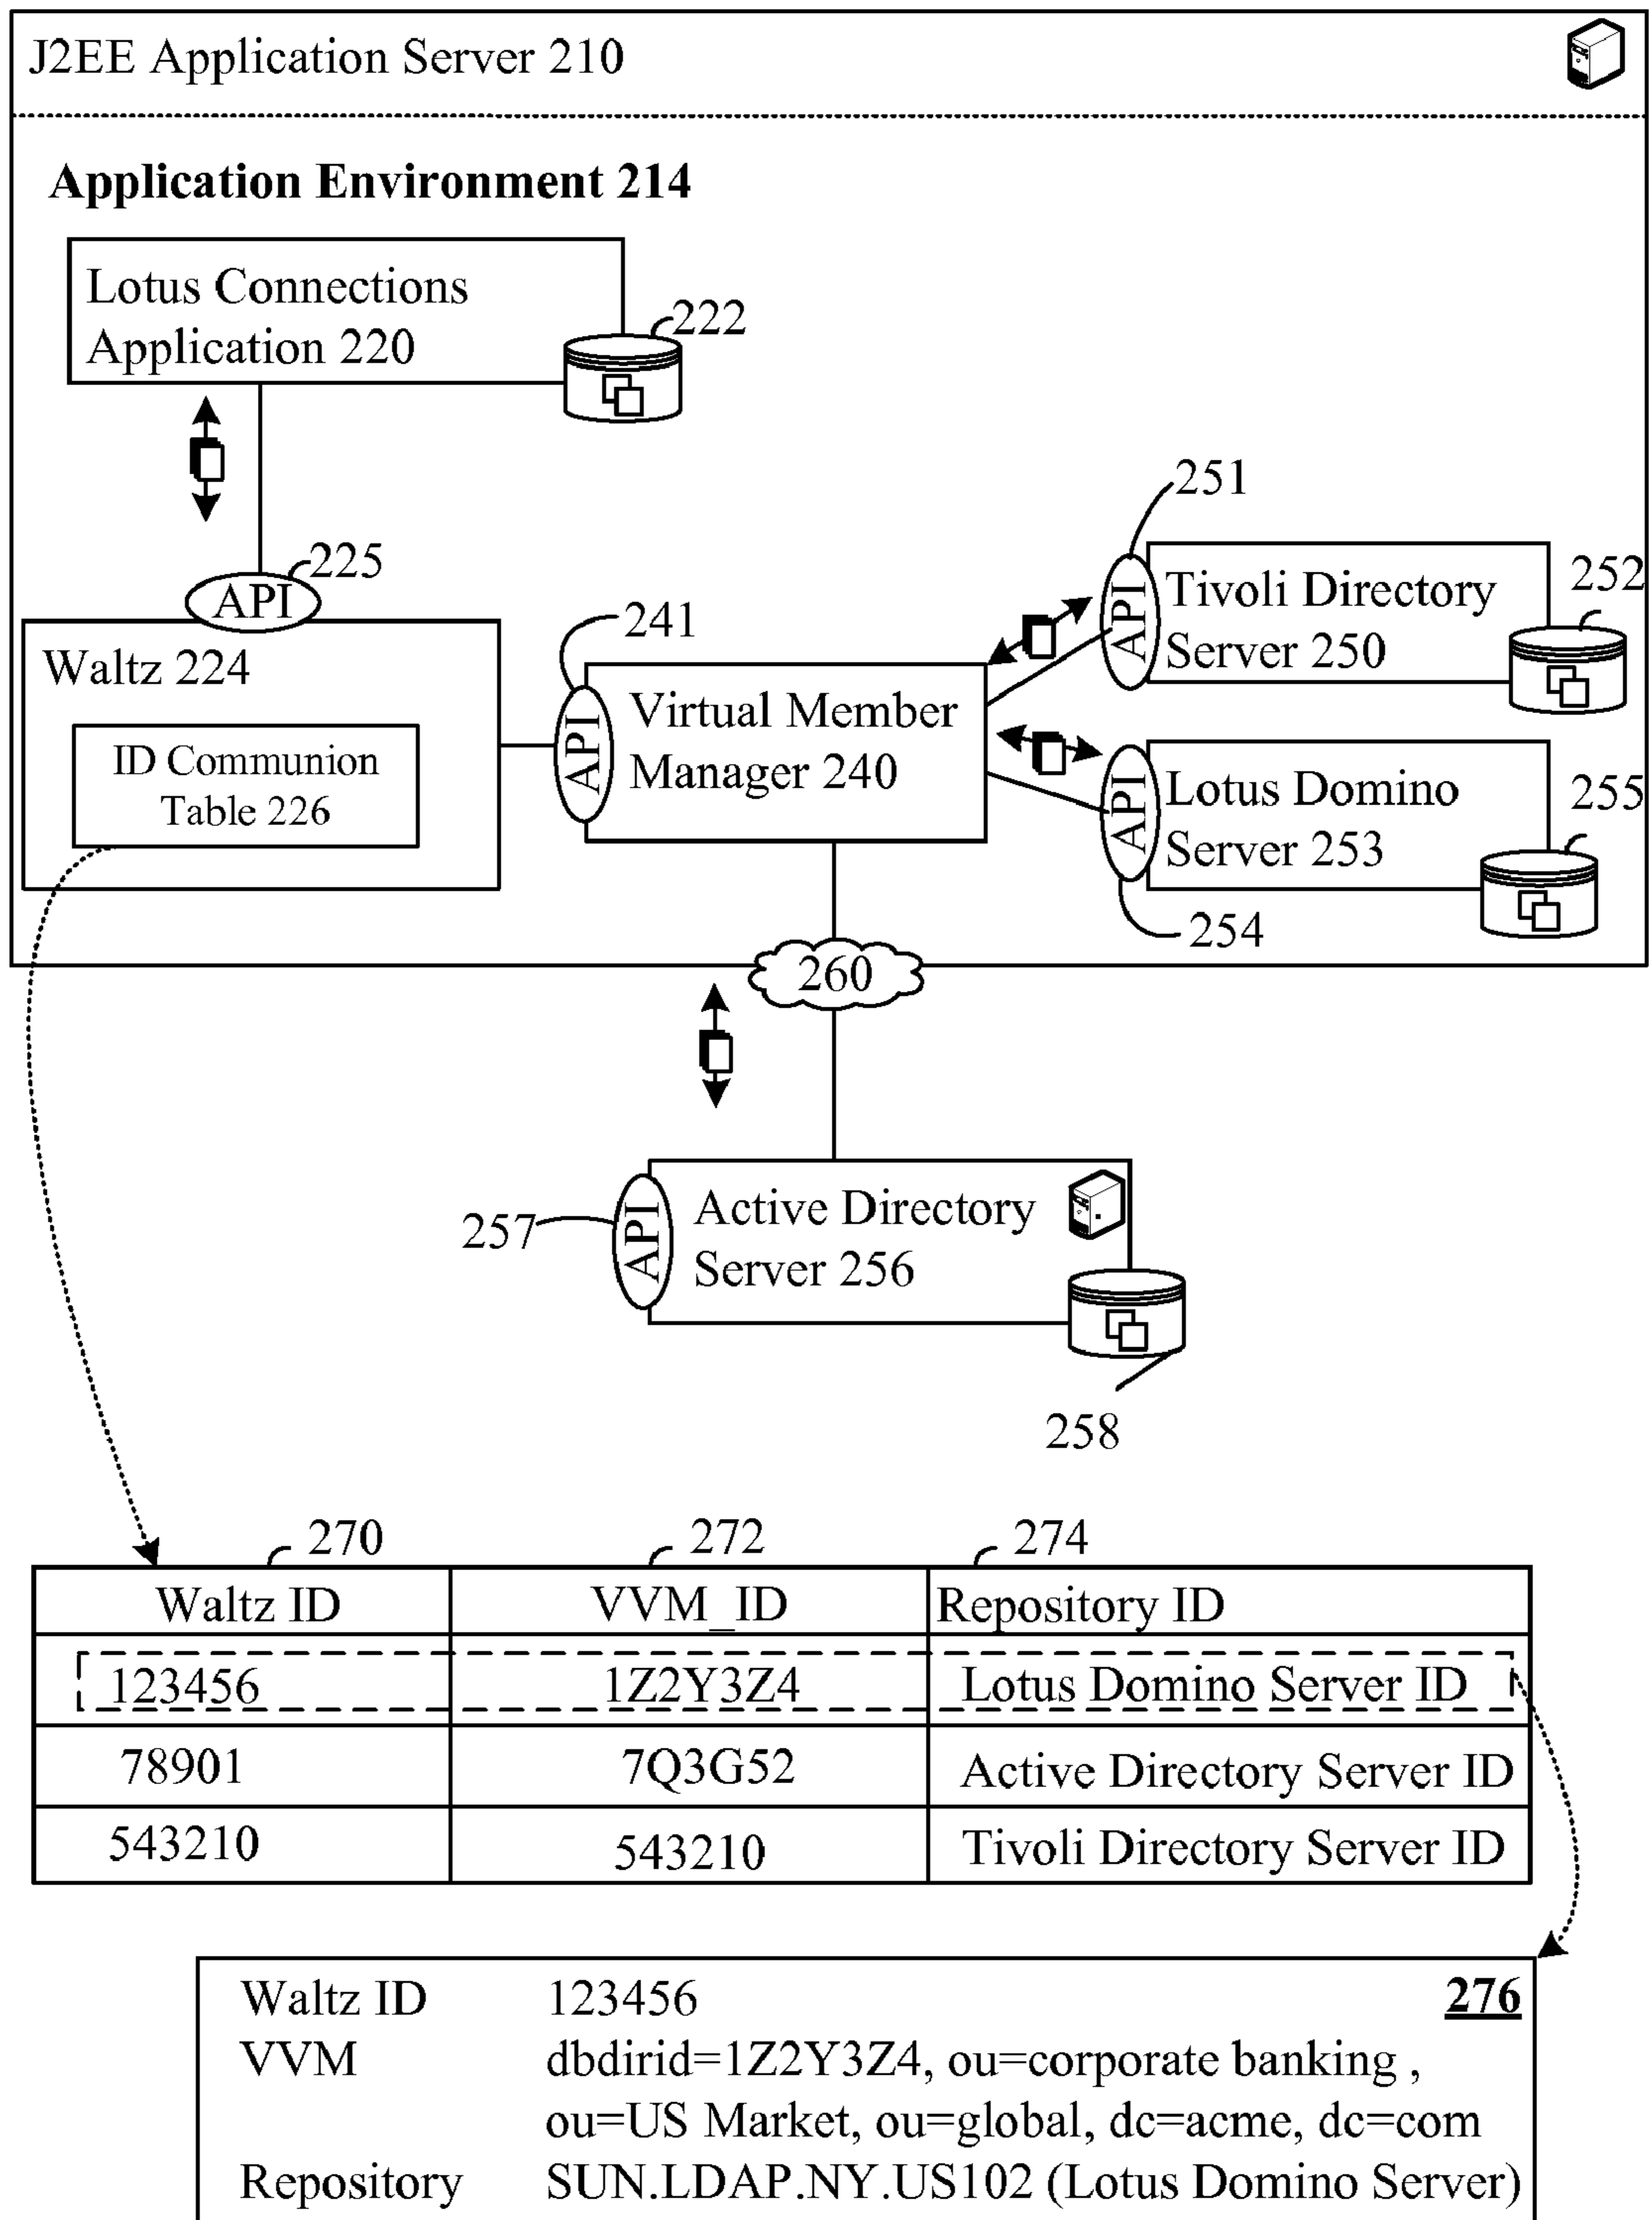 J2EE Application Server 210
Application Environment 214
Lotus Connections
Application 220
222
225
API
Waltz 224
ID Communion
Table 226
241
API
Virtual Member
Manager 240
251
API
Tivoli Directory
Server 250
252
API
Lotus Domino
Server 253
255
254
260
257
API
Active Directory
Server 256
258
270 272 274
Waltz ID VVM_ID Repository ID
123456 1Z2Y3Z4 Lotus Domino Server ID
78901 7Q3G52 Active Directory Server ID
543210 543210 Tivoli Directory Server ID
276
Waltz ID 123456
VVM dbdirid=1Z2Y3Z4, ou=corporate banking ,
ou=US Market, ou=global, dc=acme, dc=com
Repository SUN.LDAP.NY.US102 (Lotus Domino Server)